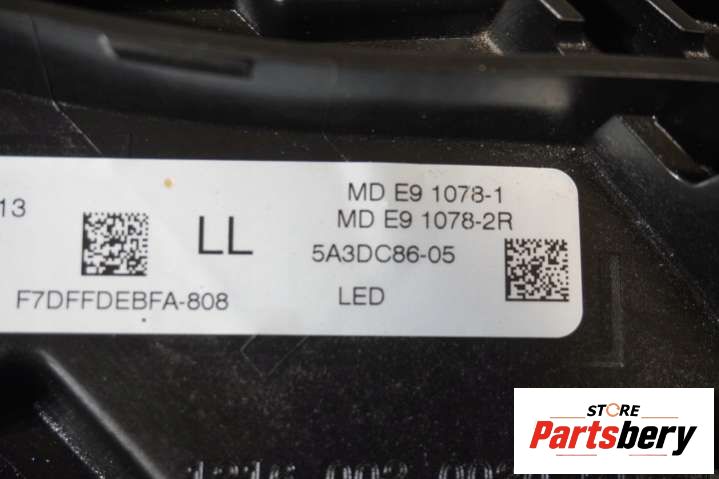 MD E9 1078-1
13
MD E9 1078-2R
LL
5A3DC86-05
F7DFFDEBFA-808
LED
STORE
Partsbery